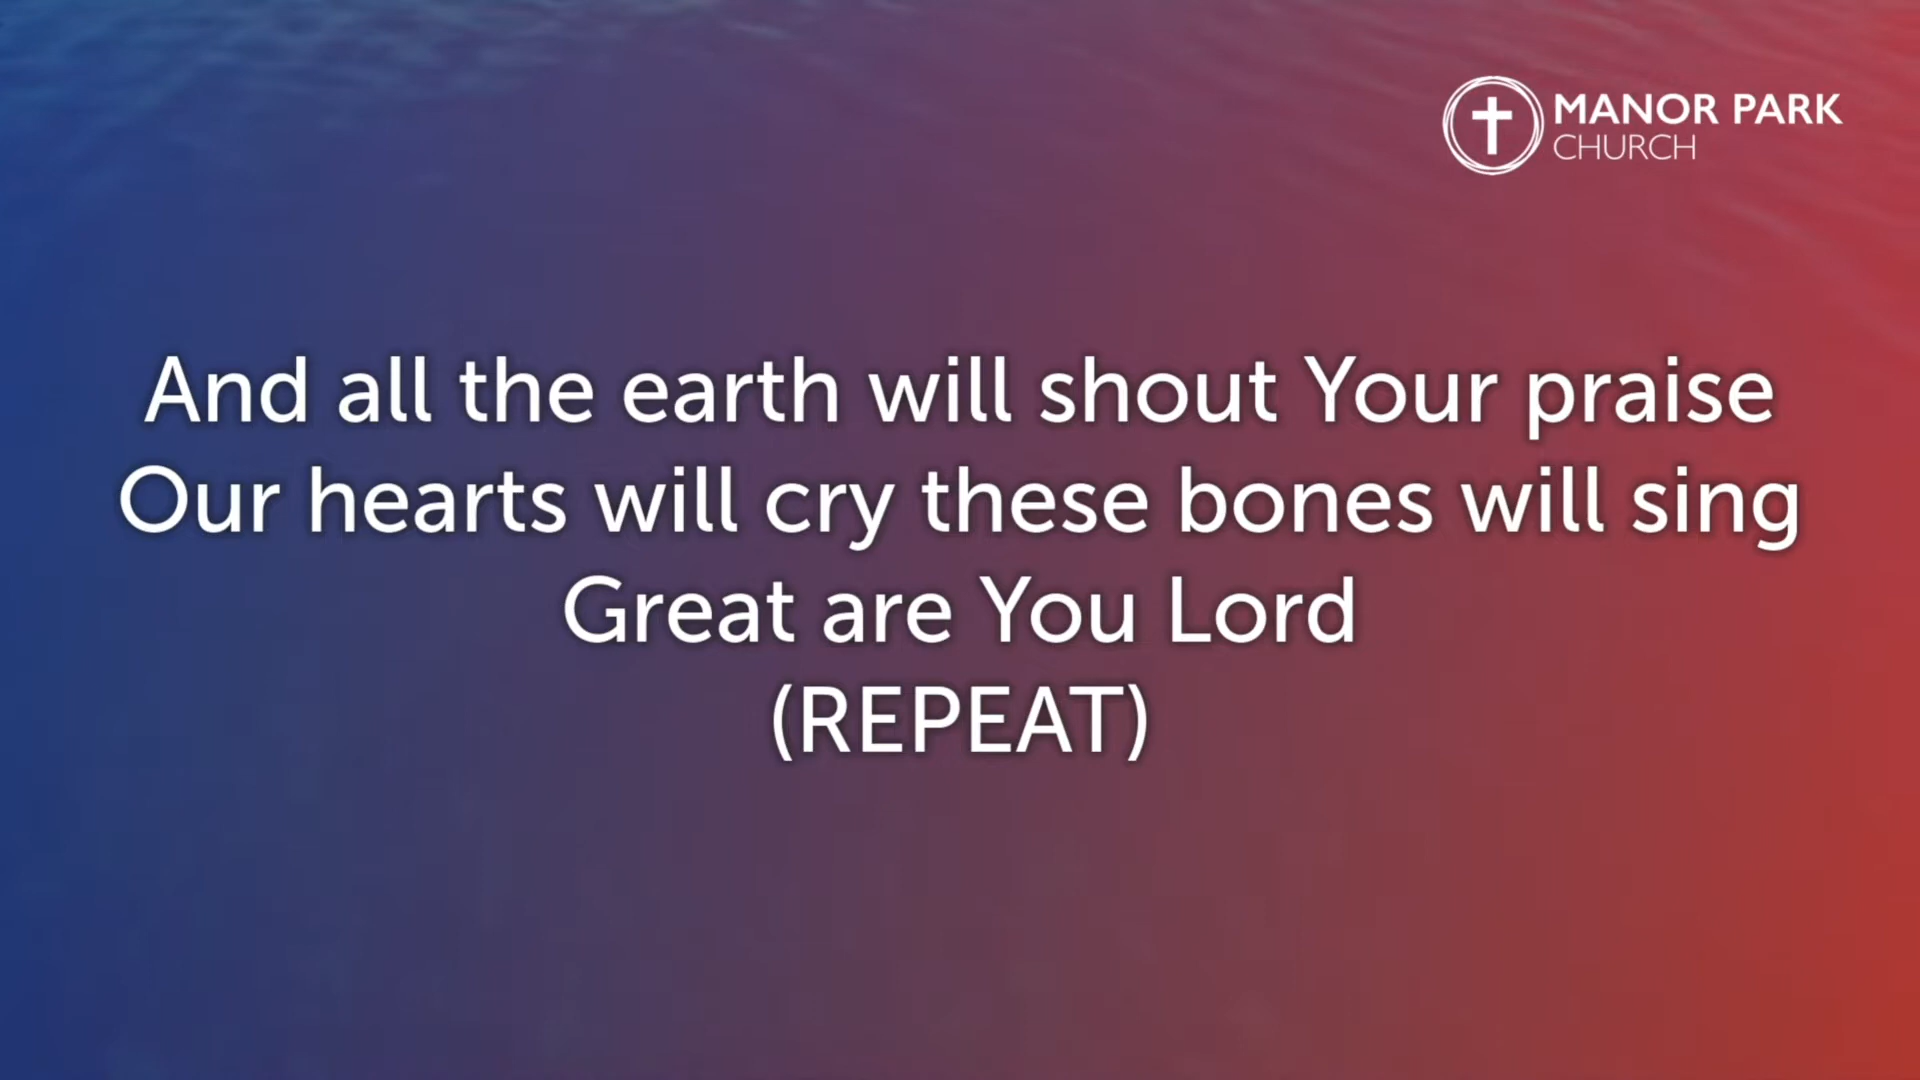 MANOR PARK
CHURCH
And all the earth will shout Your praise
Our hearts will cry these bones will sing
Great are You Lord
(REPEAT)